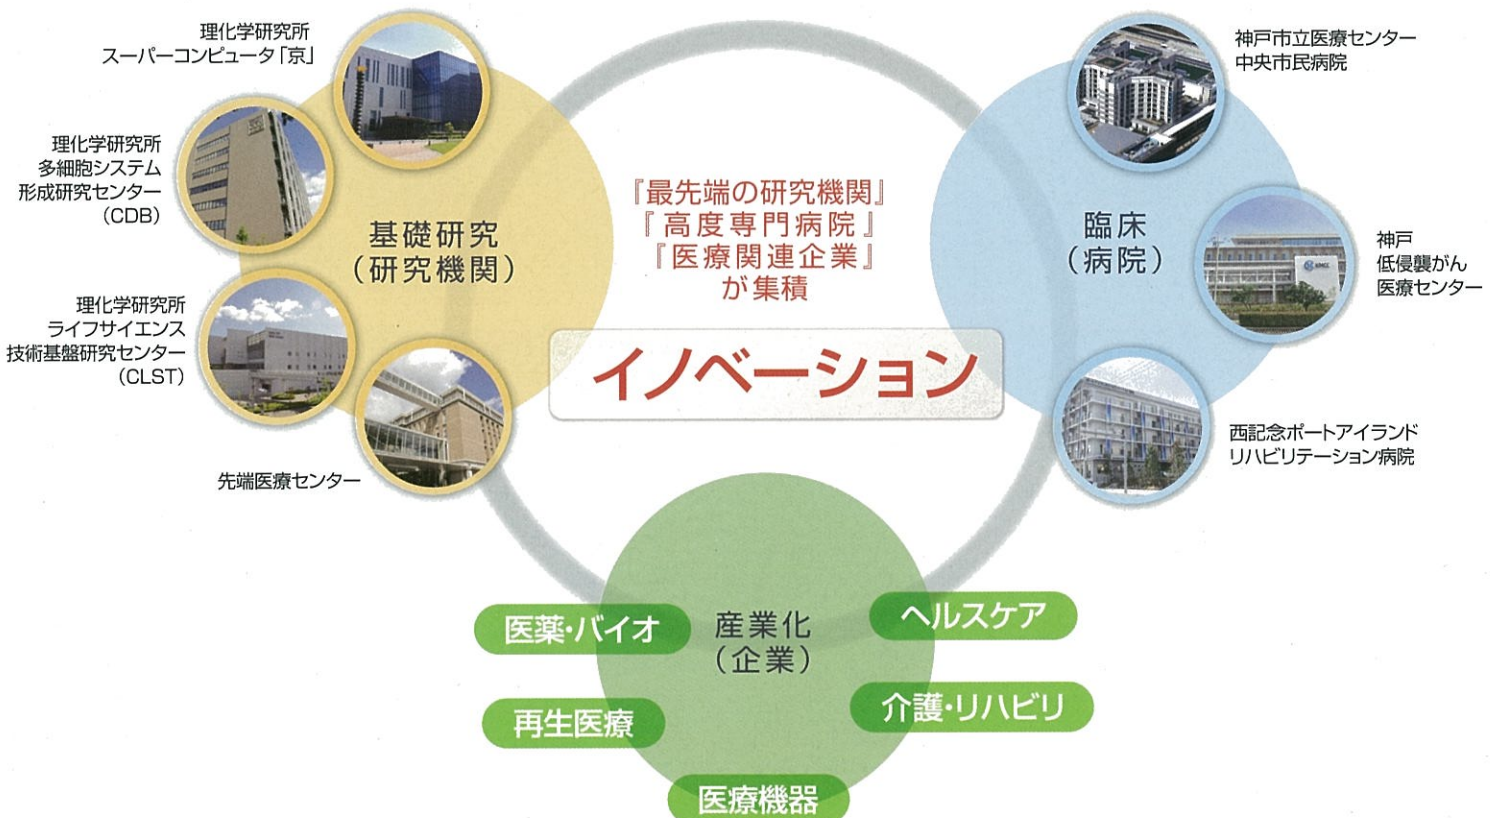 理化学研究所
スーパーコンピュータ「京」
理化学研究所
多細胞システム
形成研究センター
（CDB）
基礎研究
（研究機関）
理化学研究所
ライフサイエンス
技術基盤研究センター
（CLST）
先端医療センター
『最先端の研究機関』
『高度専門病院』
『医療関連企業』
が集積
イノベーション
神戸市立医療センター
中央市民病院
臨床
（病院）
神戸
低侵襲がん
医療センター
西記念ポートアイランド
リハビリテーション病院
産業化
（企業）
医薬・バイオ
ヘルスケア
再生医療
介護・リハビリ
医療機器